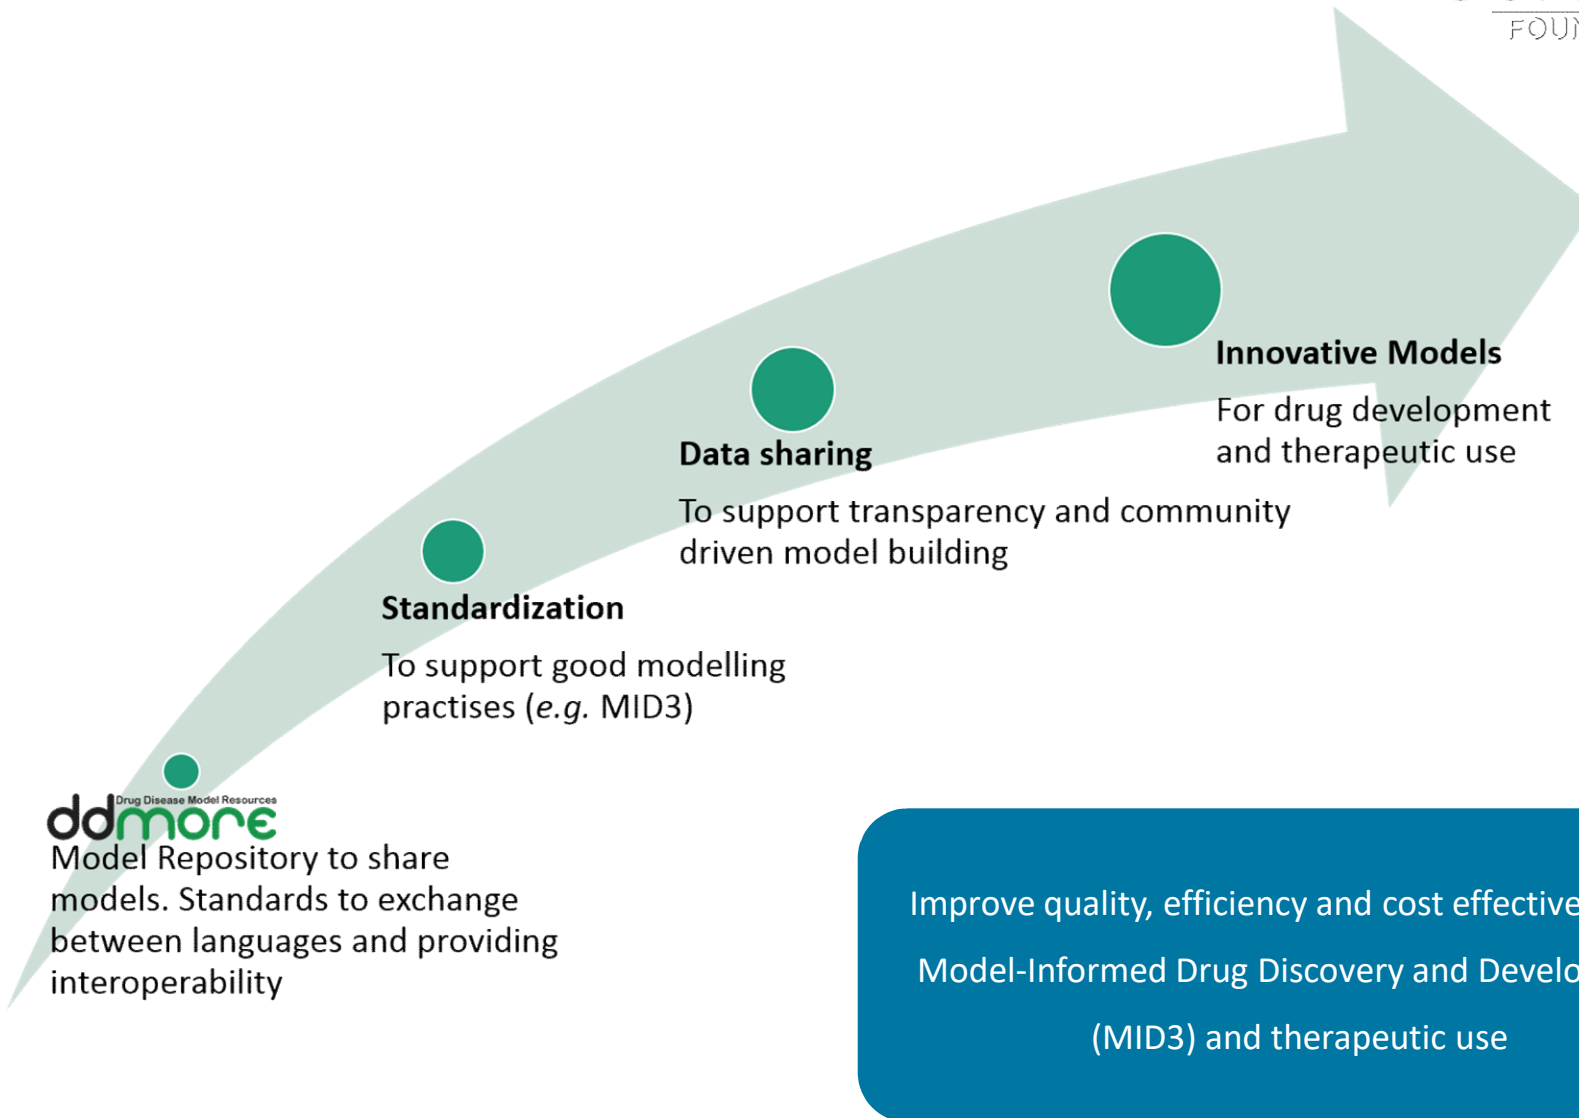 Innovative Models
For drug development
and therapeutic use
Data sharing
To support transparency and community
driven model building
Standardization
To support good modelling
practises (e.g. MID3)
Drug Disease Model Resources
ddmore
Model Repository to share
models. Standards to exchange
between languages and providing
interoperability
Improve quality, efficiency and cost effective
Model-Informed Drug Discovery and Develo
(MID3) and therapeutic use